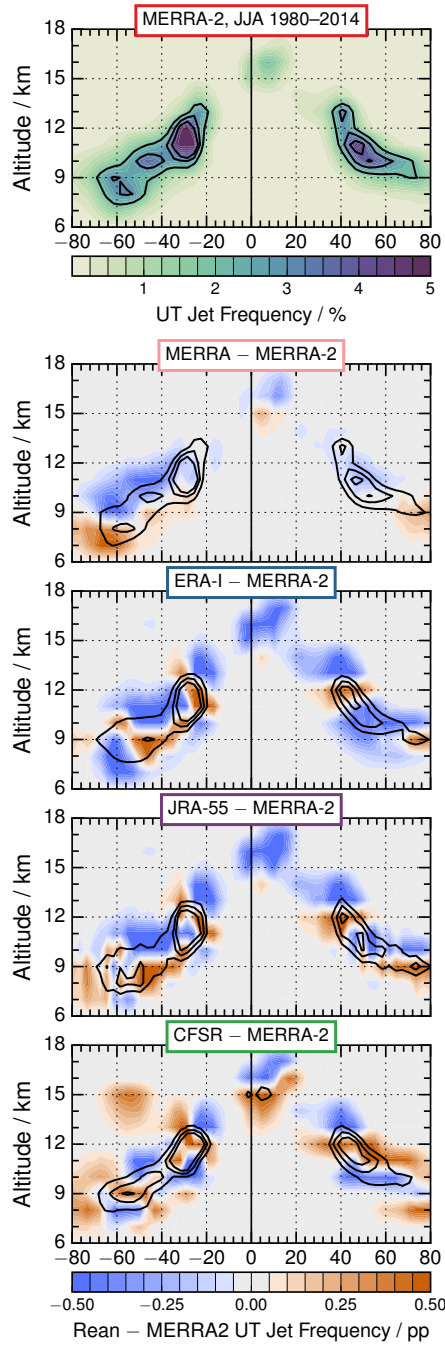 MERRA-2, JJA 1980–2014
18
15
12
9
6
Altitude / km
−80 −60 −40 −20 0 20 40 60 80
1 2 3 4 5
UT Jet Frequency / %
MERRA − MERRA-2
18
15
12
9
6
Altitude / km
ERA-I − MERRA-2
18
15
12
9
6
Altitude / km
JRA-55 − MERRA-2
18
15
12
9
6
Altitude / km
CFSR − MERRA-2
18
15
12
9
6
Altitude / km
−80 −60 −40 −20 0 20 40 60 80
−0.50 −0.25 0.00 0.25 0.50
Rean − MERRA2 UT Jet Frequency / pp